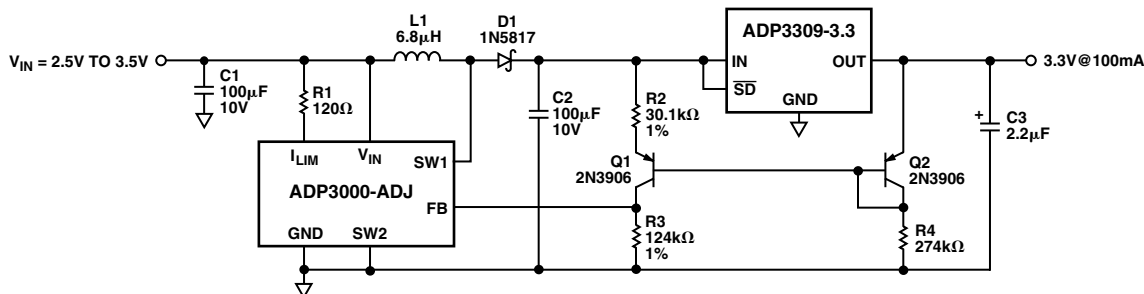 V_IN = 2.5V TO 3.5V
C1
100μF
10V
R1
120Ω
L1
6.8μH
D1
1N5817
I_LIM
V_IN
SW1
ADP3000-ADJ
FB
GND
SW2
C2
100μF
10V
R2
30.1kΩ
1%
Q1
2N3906
R3
124kΩ
1%
ADP3309-3.3
IN
OUT
SD
GND
Q2
2N3906
R4
274kΩ
3.3V@100mA
+
C3
2.2μF